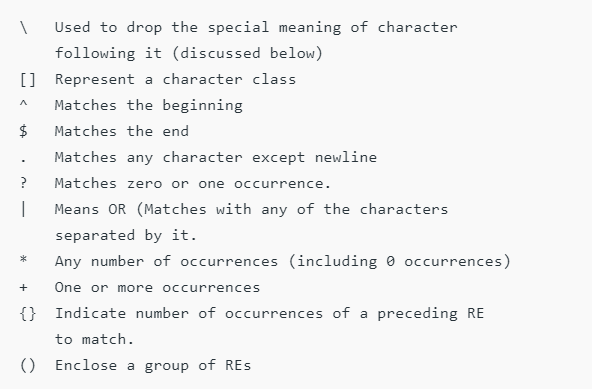 \ Used to drop the special meaning of character
following it (discussed below)
[] Represent a character class
^ Matches the beginning
$ Matches the end
. Matches any character except newline
? Matches zero or one occurrence.
| Means OR (Matches with any of the characters
separated by it.
* Any number of occurrences (including 0 occurrences)
+ One or more occurrences
{} Indicate number of occurrences of a preceding RE
to match.
() Enclose a group of REs